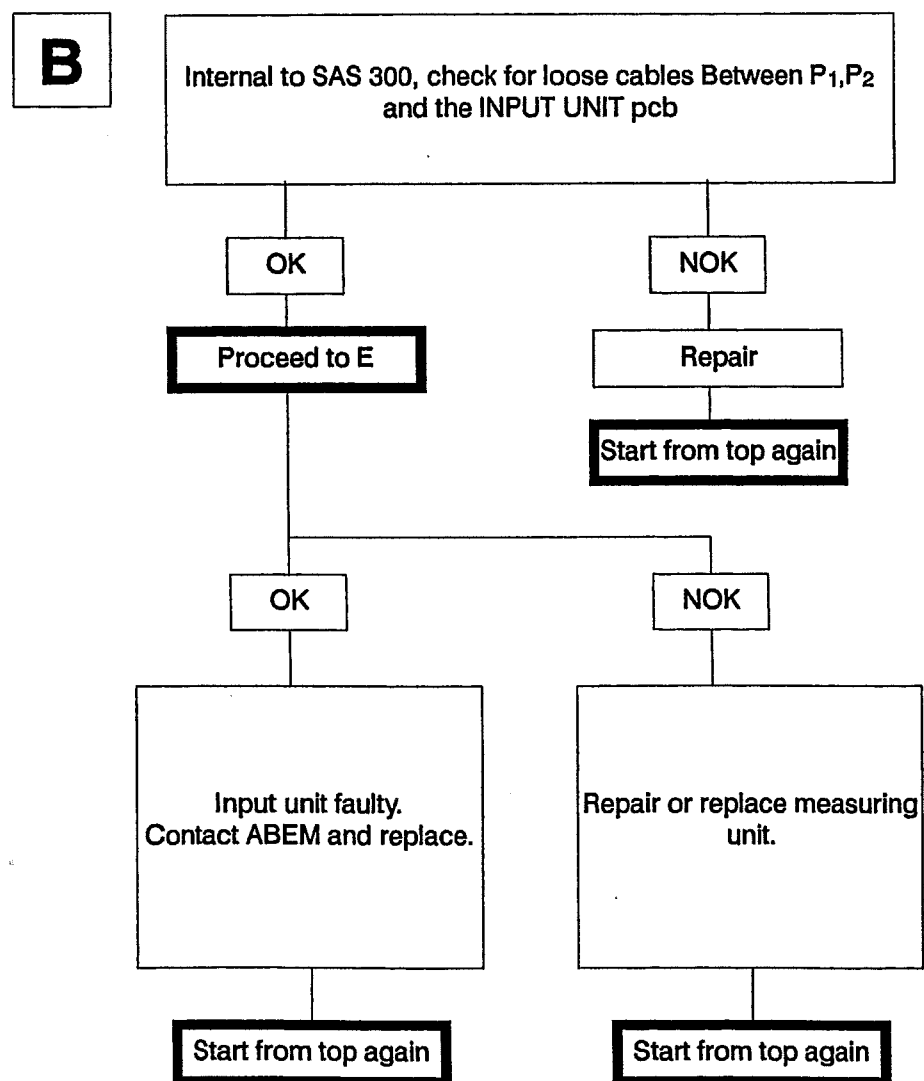 B
Internal to SAS 300, check for loose cables Between P1,P2
and the INPUT UNIT pcb
OK
NOK
Proceed to E
Repair
Start from top again
OK
NOK
Input unit faulty.
Contact ABEM and replace.
Repair or replace measuring
unit.
Start from top again
Start from top again